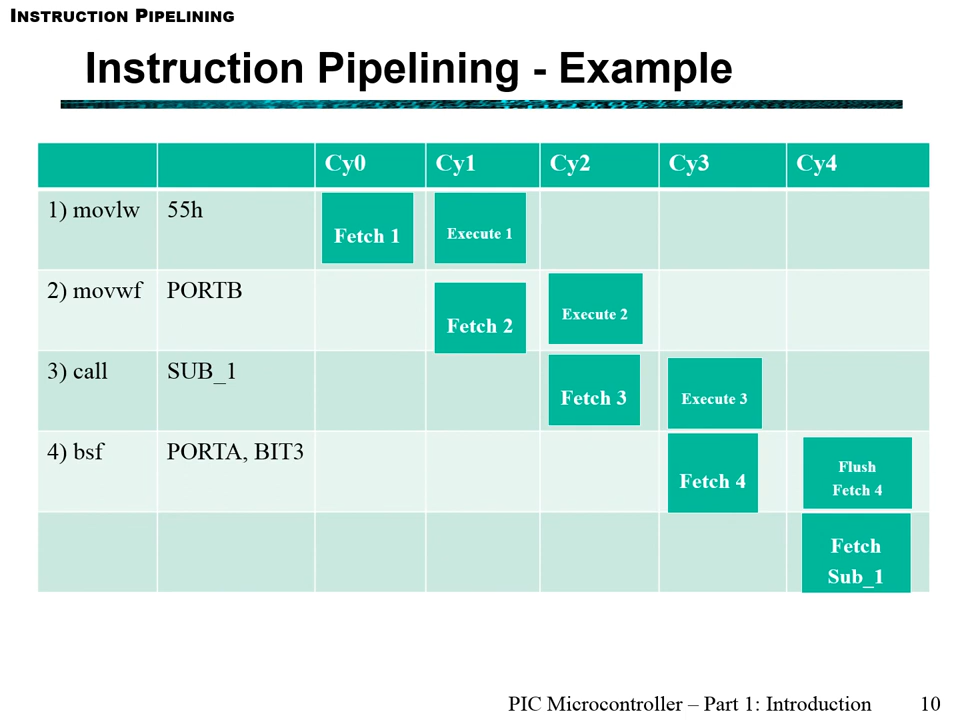 INSTRUCTION PIPELINING
Instruction Pipelining - Example
Cy0 Cy1 Cy2 Cy3 Cy4
1) movlw 55h Fetch 1 Execute 1
2) movwf PORTB Fetch 2 Execute 2
3) call SUB_1 Fetch 3 Execute 3
4) bsf PORTA, BIT3 Fetch 4 Flush
Fetch 4
Fetch
Sub_1
PIC Microcontroller – Part 1: Introduction 10